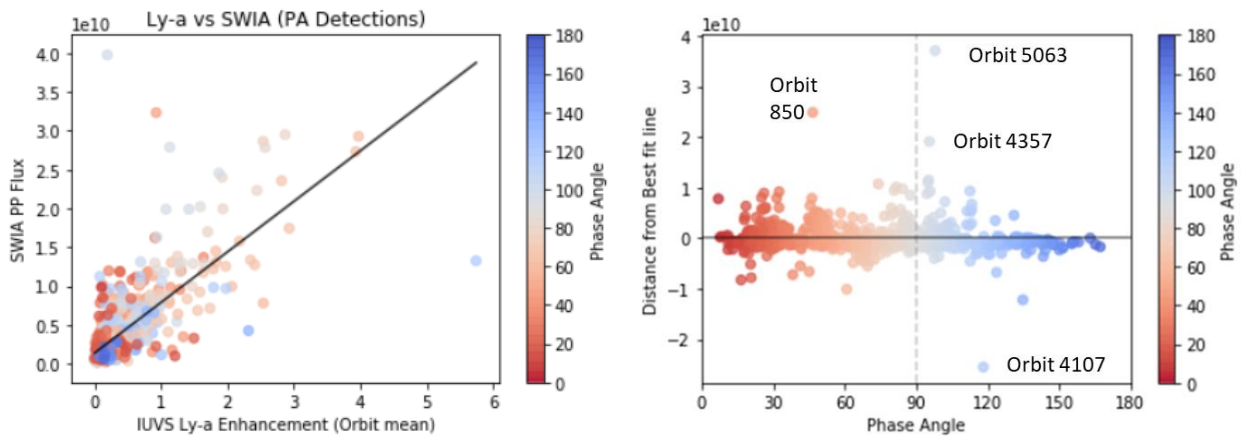 Ly-a vs SWIA (PA Detections)
1e10
SWIA PP Flux
4.0
3.5
3.0
2.5
2.0
1.5
1.0
0.5
0.0
0 1 2 3 4 5 6
IUVS Ly-a Enhancement (Orbit mean)
180
160
140
120
100
80
60
40
20
0
Phase Angle
1e10
Distance from Best fit line
4
3
2
1
0
−1
−2
Orbit 5063
Orbit
850
Orbit 4357
Orbit 4107
0 30 60 90 120 150 180
Phase Angle
180
160
140
120
100
80
60
40
20
0
Phase Angle